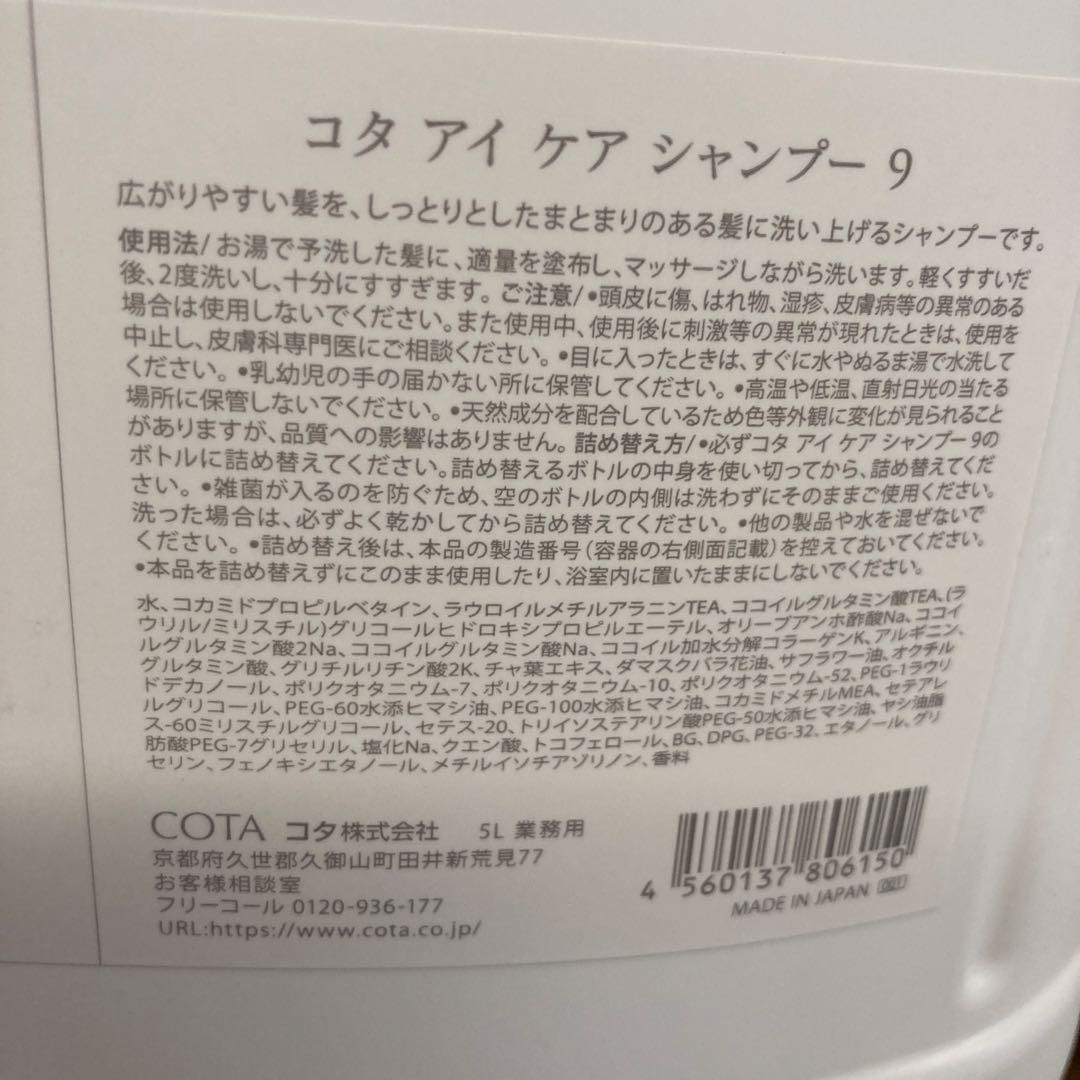 コタ アイ ケア シャンプー 9
広がりやすい髪を、しっとりとしたまとまりのある髪に洗い上げるシャンプーです。
使用法/お湯で予洗した髪に、適量を塗布し、マッサージしながら洗います。軽くすすいだ
後、2度洗いし、十分にすすぎます。ご注意/•頭皮に傷、はれ物、湿疹、皮膚病等の異常のある
場合は使用しないでください。また使用中、使用後に刺激等の異常が現れたときは、使用を
中止し、皮膚科専門医にご相談ください。•目に入ったときは、すぐに水やぬるま湯で水洗して
ください。•乳幼児の手の届かない所に保管してください。•高温や低温、直射日光の当たる
場所に保管しないでください。•天然成分を配合しているため色等外観に変化が見られること
がありますが、品質への影響はありません。詰め替え方/•必ずコタ アイ ケア シャンプー 9の
ボトルに詰め替えてください。詰め替えるボトルの中身を使い切ってから、詰め替えてくだ
さい。•雑菌が入るのを防ぐため、空のボトルの内側は洗わずにそのままご使用ください。
洗った場合は、必ずよく乾かしてから詰め替えてください。•他の製品や水を混ぜないで
ください。•詰め替え後は、本品の製造番号(容器の右側面記載)を控えておいてください。
•本品を詰め替えずにこのまま使用したり、浴室内に置いたままにしないでください。
水、コカミドプロピルベタイン、ラウロイルメチルアラニンTEA、ココイルグルタミン酸TEA、(ラ
ウリル/ミリスチル)グリコールヒドロキシプロピルエーテル、オリーブアンホ酢酸Na、ココイ
ルグルタミン酸2Na、ココイルグルタミン酸Na、ココイル加水分解コラーゲンK、アルギニン、
グルタミン酸、グリチルリチン酸2K、チャ葉エキス、ダマスクバラ花油、サフラワー油、オクチル
ドデカノール、ポリクオタニウム-7、ポリクオタニウム-10、ポリクオタニウム-52、PEG-1ラウリ
ルグリコール、PEG-60水添ヒマシ油、PEG-100水添ヒマシ油、コカミドメチルMEA、セテアレ
ス-60ミリスチルグリコール、セテス-20、トリイソステアリン酸PEG-50水添ヒマシ油、ヤシ油脂
肪酸PEG-7グリセリル、塩化Na、クエン酸、トコフェロール、BG、DPG、PEG-32、エタノール、グリ
セリン、フェノキシエタノール、メチルイソチアゾリノン、香料
COTA コタ株式会社 5L 業務用
京都府久世郡久御山町田井新荒見77
お客様相談室
フリーコール 0120-936-177
URL:https://www.cota.co.jp/
4 560137 806150
MADE IN JAPAN 001